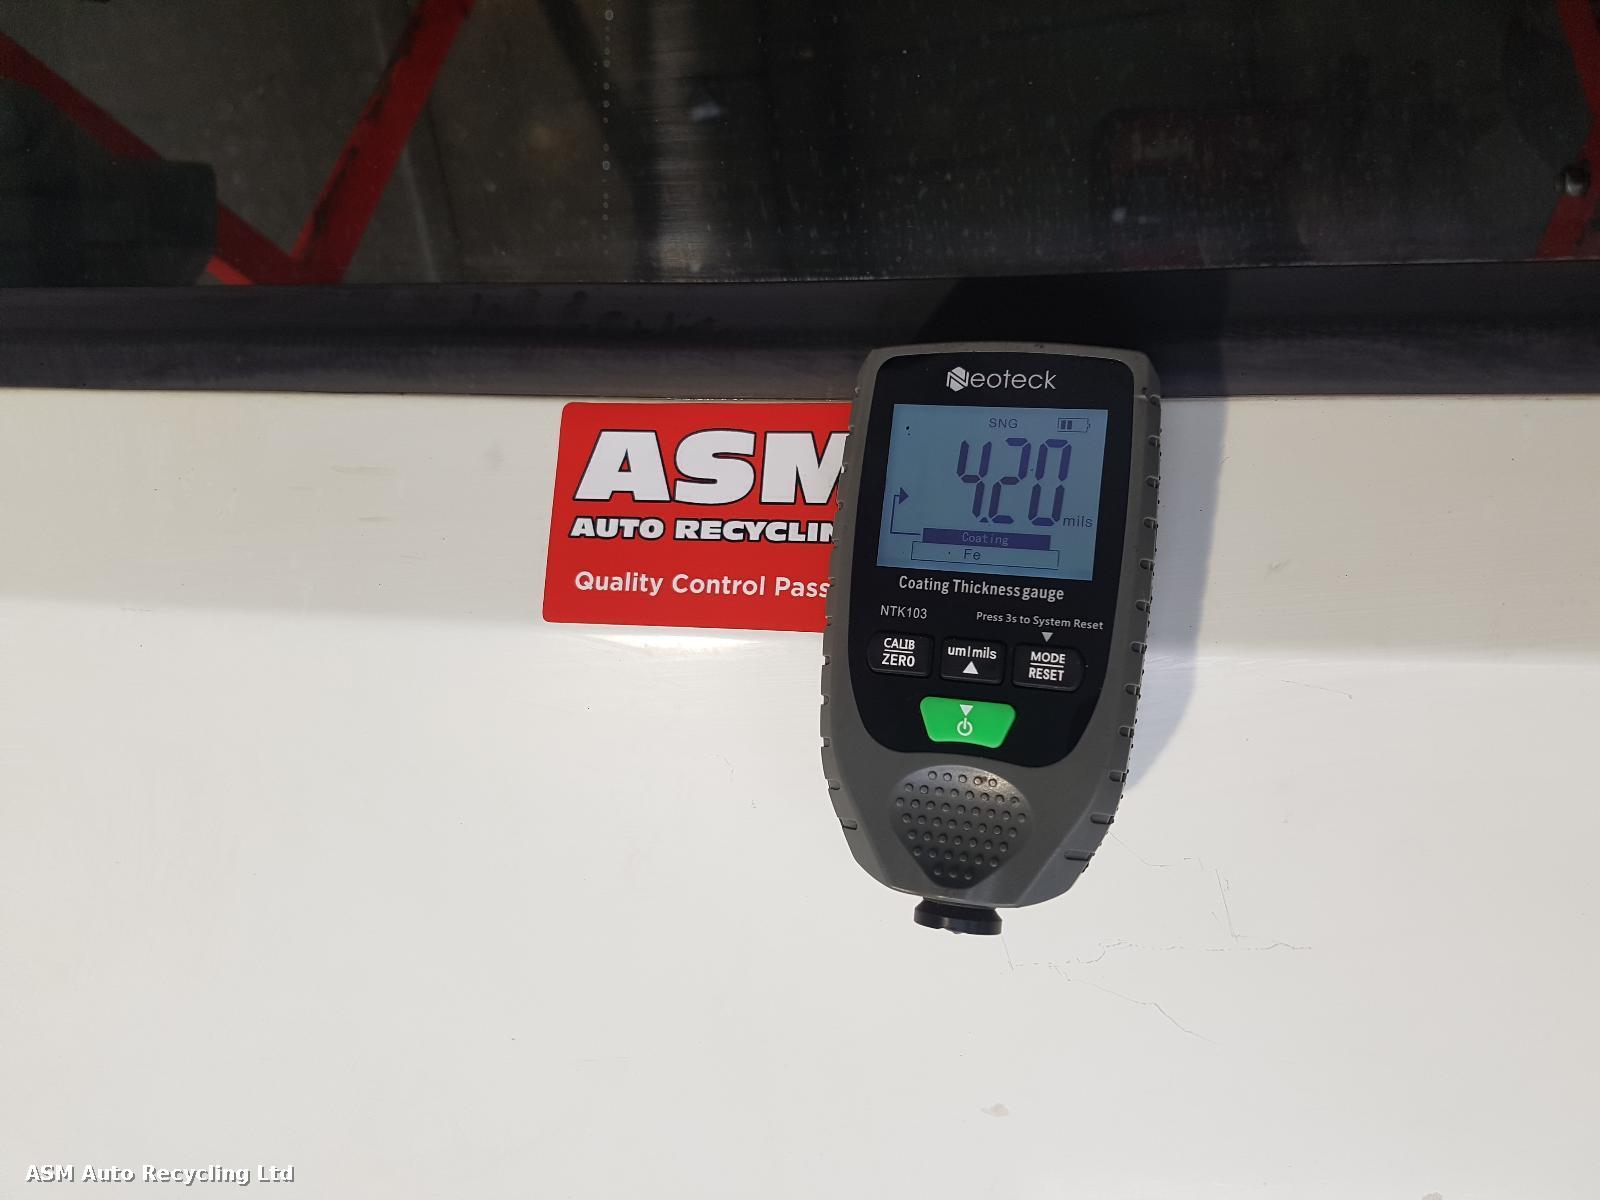 Neoteck
SNG
4.20 mils
Coating
Fe
Coating Thickness gauge
NTK103
Press 3s to System Reset
CALIB
ZERO
um|mils
MODE
RESET
ASM
AUTO RECYCLIN
Quality Control Pass
ASM Auto Recycling Ltd